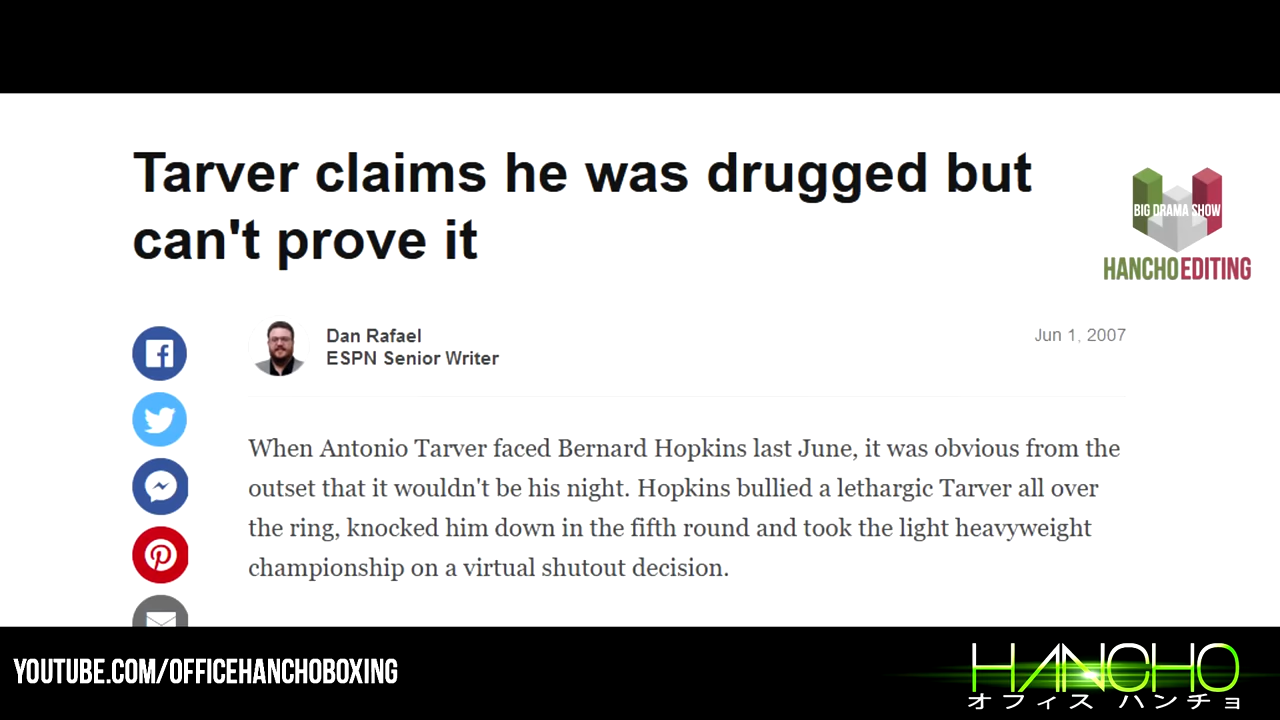 Tarver claims he was drugged but
can't prove it
BIG DRAMA SHOW
HANCHOEDITING
Dan Rafael
ESPN Senior Writer
Jun 1, 2007
When Antonio Tarver faced Bernard Hopkins last June, it was obvious from the
outset that it wouldn't be his night. Hopkins bullied a lethargic Tarver all over
the ring, knocked him down in the fifth round and took the light heavyweight
championship on a virtual shutout decision.
YOUTUBE.COM/OFFICEHANCHOBOXING
HANCHO
オフィス ハンチョ